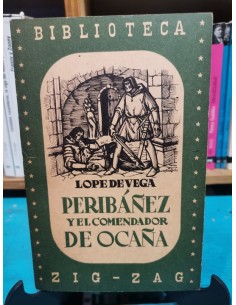 BIBLIOTECA
LOPE DE VEGA
PERIBÁÑEZ
Y EL COMENDADOR
DE OCAÑA
ZIG-ZAG